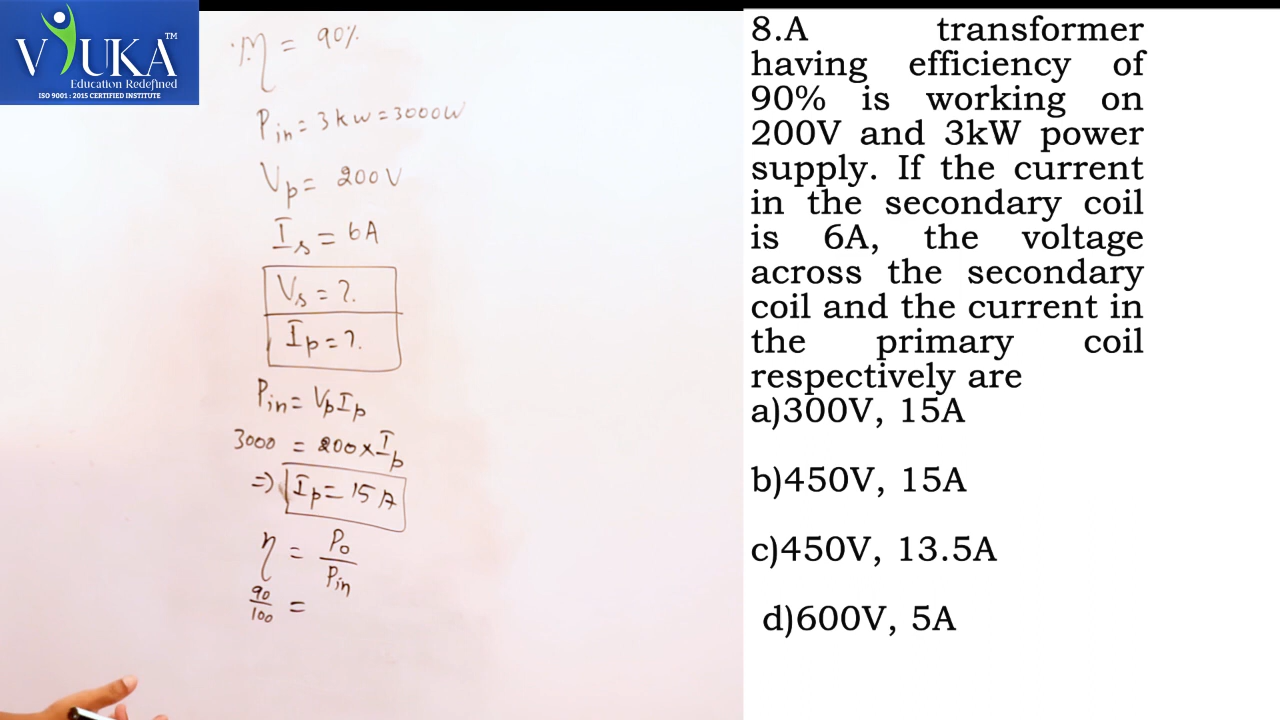 VIUKA™
Education Redefined
ISO 9001 : 2015 CERTIFIED INSTITUTE
η = 90%
Pin = 3kw = 3000W
Vp = 200V
Is = 6A
Vs = ?.
Ip = ?.
Pin = VpIp
3000 = 200 × Ip
=> Ip = 15A
η = Po/Pin
90/100 =
8.A transformer
having efficiency of
90% is working on
200V and 3kW power
supply. If the current
in the secondary coil
is 6A, the voltage
across the secondary
coil and the current in
the primary coil
respectively are
a)300V, 15A
b)450V, 15A
c)450V, 13.5A
d)600V, 5A